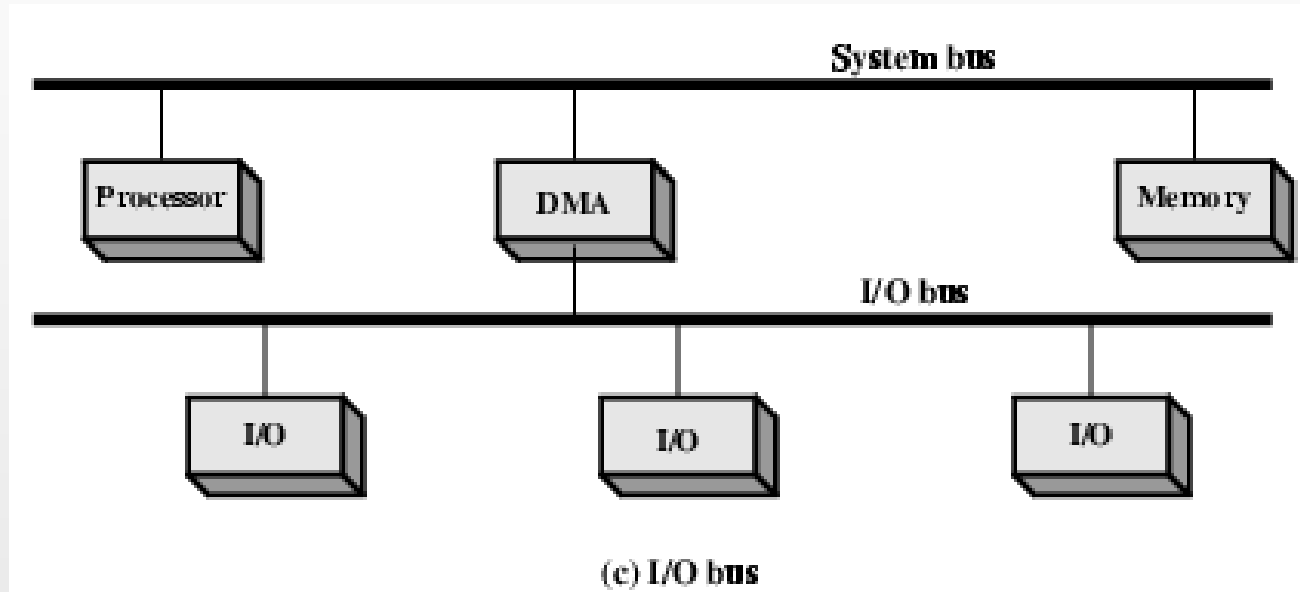 System bus
Processor
DMA
Memory
I/O bus
I/O
I/O
I/O
(c) I/O bus